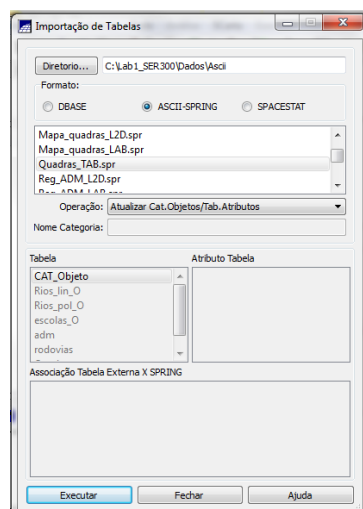 Importação de Tabelas
Diretorio... C:\Lab1_SER300\Dados\Ascii
Formato:
DBASE ASCII-SPRING SPACESTAT
Mapa_quadras_L2D.spr
Mapa_quadras_LAB.spr
Quadras_TAB.spr
Reg_ADM_L2D.spr
Reg_ADM_LAB.spr
Operação: Atualizar Cat.Objetos/Tab.Atributos
Nome Categoria:
Tabela Atributo Tabela
CAT_Objeto
Rios_lin_O
Rios_pol_O
escolas_O
adm
rodovias
Associação Tabela Externa X SPRING
Executar Fechar Ajuda